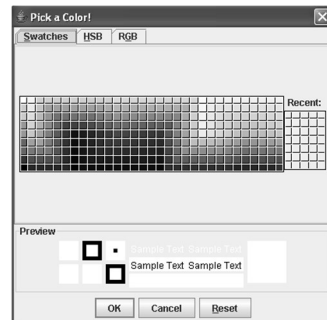 Pick a Color!
Swatches HSB RGB
Recent:
Preview
Sample Text Sample Text
Sample Text Sample Text
OK Cancel Reset